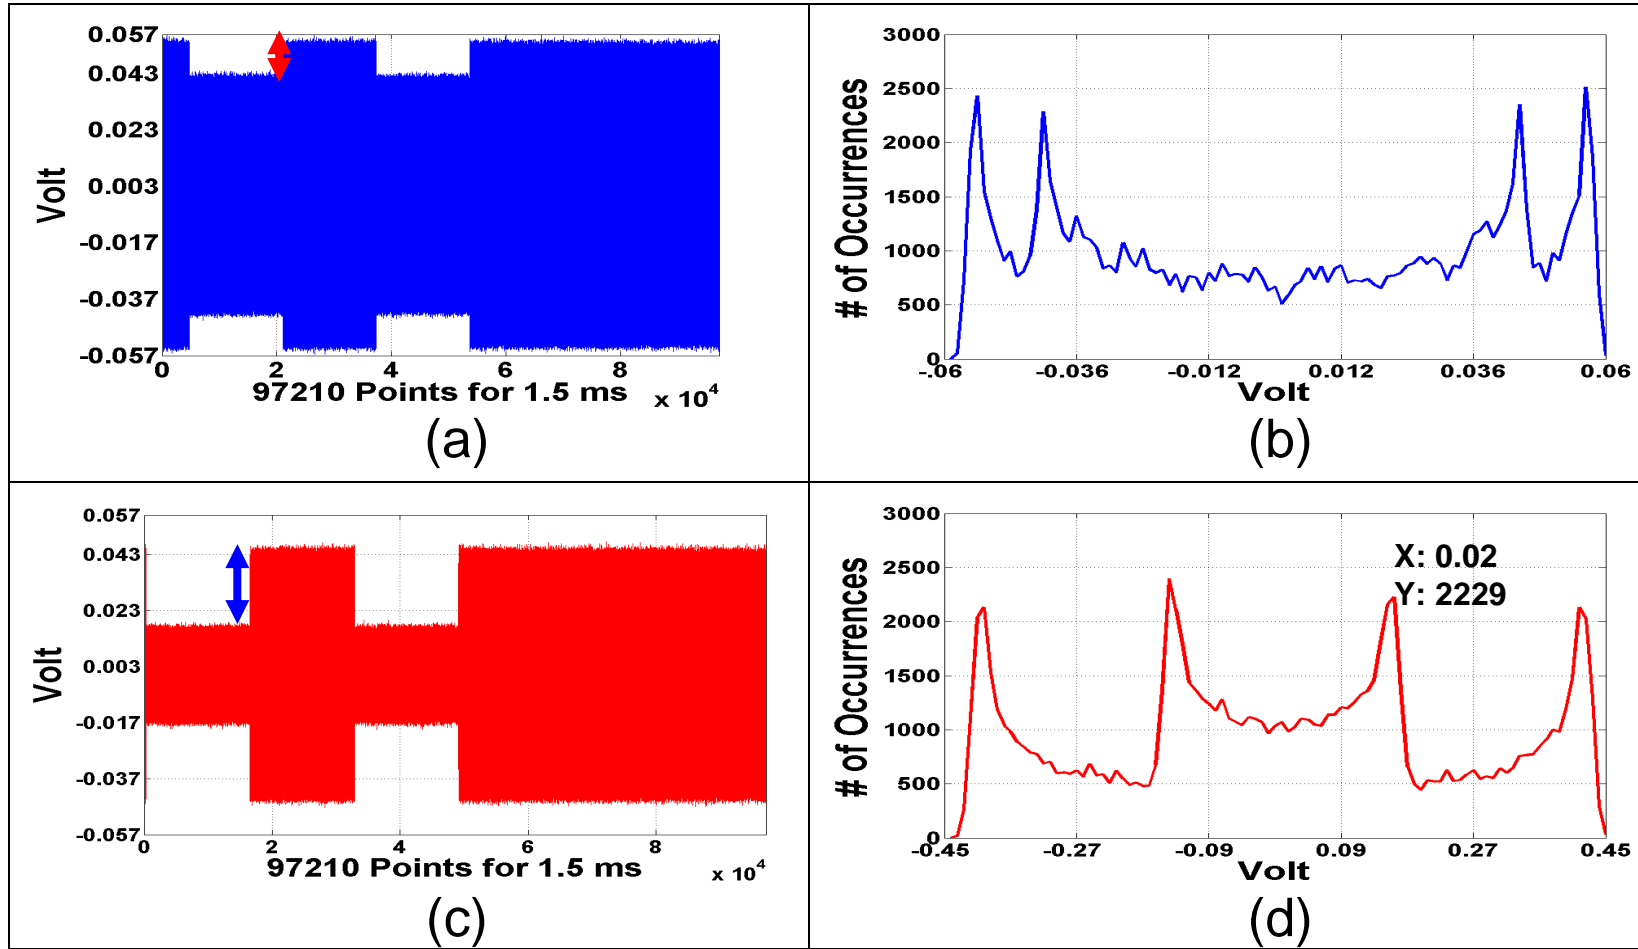 0.057
0.043
0.023
0.003
-0.017
-0.037
-0.057
Volt
0 2 4 6 8
97210 Points for 1.5 ms x 10^4
(a)
3000
2500
2000
1500
1000
500
0
# of Occurrences
-.06 -0.036 -0.012 0.012 0.036 0.06
Volt
(b)
0.057
0.043
0.023
0.003
-0.017
-0.037
-0.057
Volt
0 2 4 6 8
97210 Points for 1.5 ms x 10^4
(c)
3000
2500
2000
1500
1000
500
0
# of Occurrences
X: 0.02
Y: 2229
-0.45 -0.27 -0.09 0.09 0.27 0.45
Volt
(d)